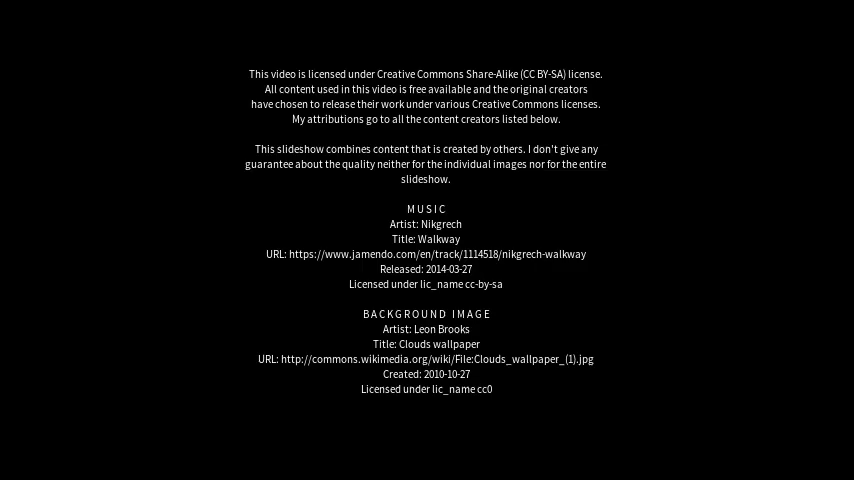 This video is licensed under Creative Commons Share-Alike (CC BY-SA) license.
All content used in this video is free available and the original creators
have chosen to release their work under various Creative Commons licenses.
My attributions go to all the content creators listed below.
This slideshow combines content that is created by others. I don't give any
guarantee about the quality neither for the individual images nor for the entire
slideshow.
MUSIC
Artist: Nikgrech
Title: Walkway
URL: https://www.jamendo.com/en/track/1114518/nikgrech-walkway
Released: 2014-03-27
Licensed under lic_name cc-by-sa
BACKGROUND IMAGE
Artist: Leon Brooks
Title: Clouds wallpaper
URL: http://commons.wikimedia.org/wiki/File:Clouds_wallpaper_(1).jpg
Created: 2010-10-27
Licensed under lic_name cc0